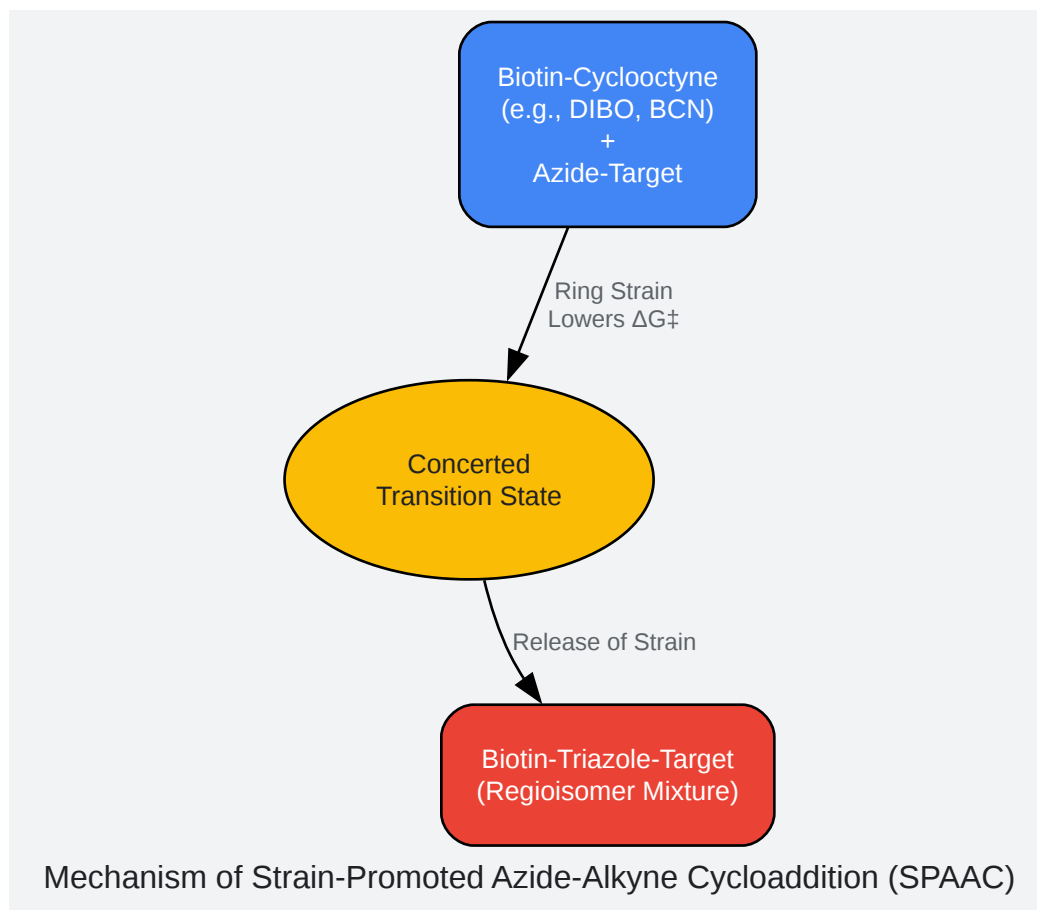 Biotin-Cyclooctyne
(e.g., DIBO, BCN)
+
Azide-Target
Ring Strain
Lowers ΔG‡
Concerted
Transition State
Release of Strain
Biotin-Triazole-Target
(Regioisomer Mixture)
Mechanism of Strain-Promoted Azide-Alkyne Cycloaddition (SPAAC)